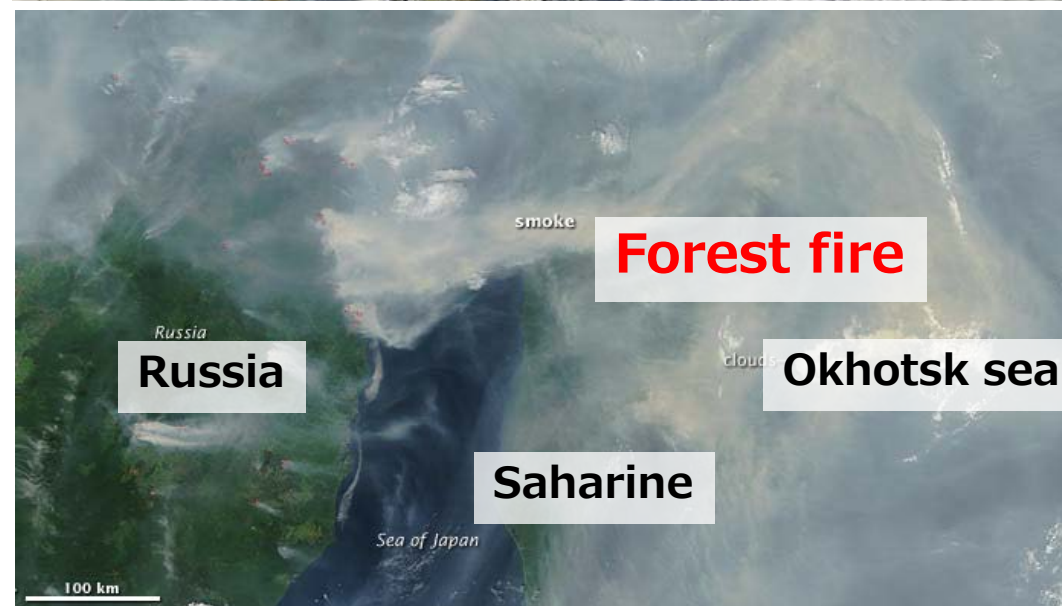 smoke
Forest fire
Russia
Russia
clouds
Okhotsk sea
Saharine
Sea of Japan
100 km